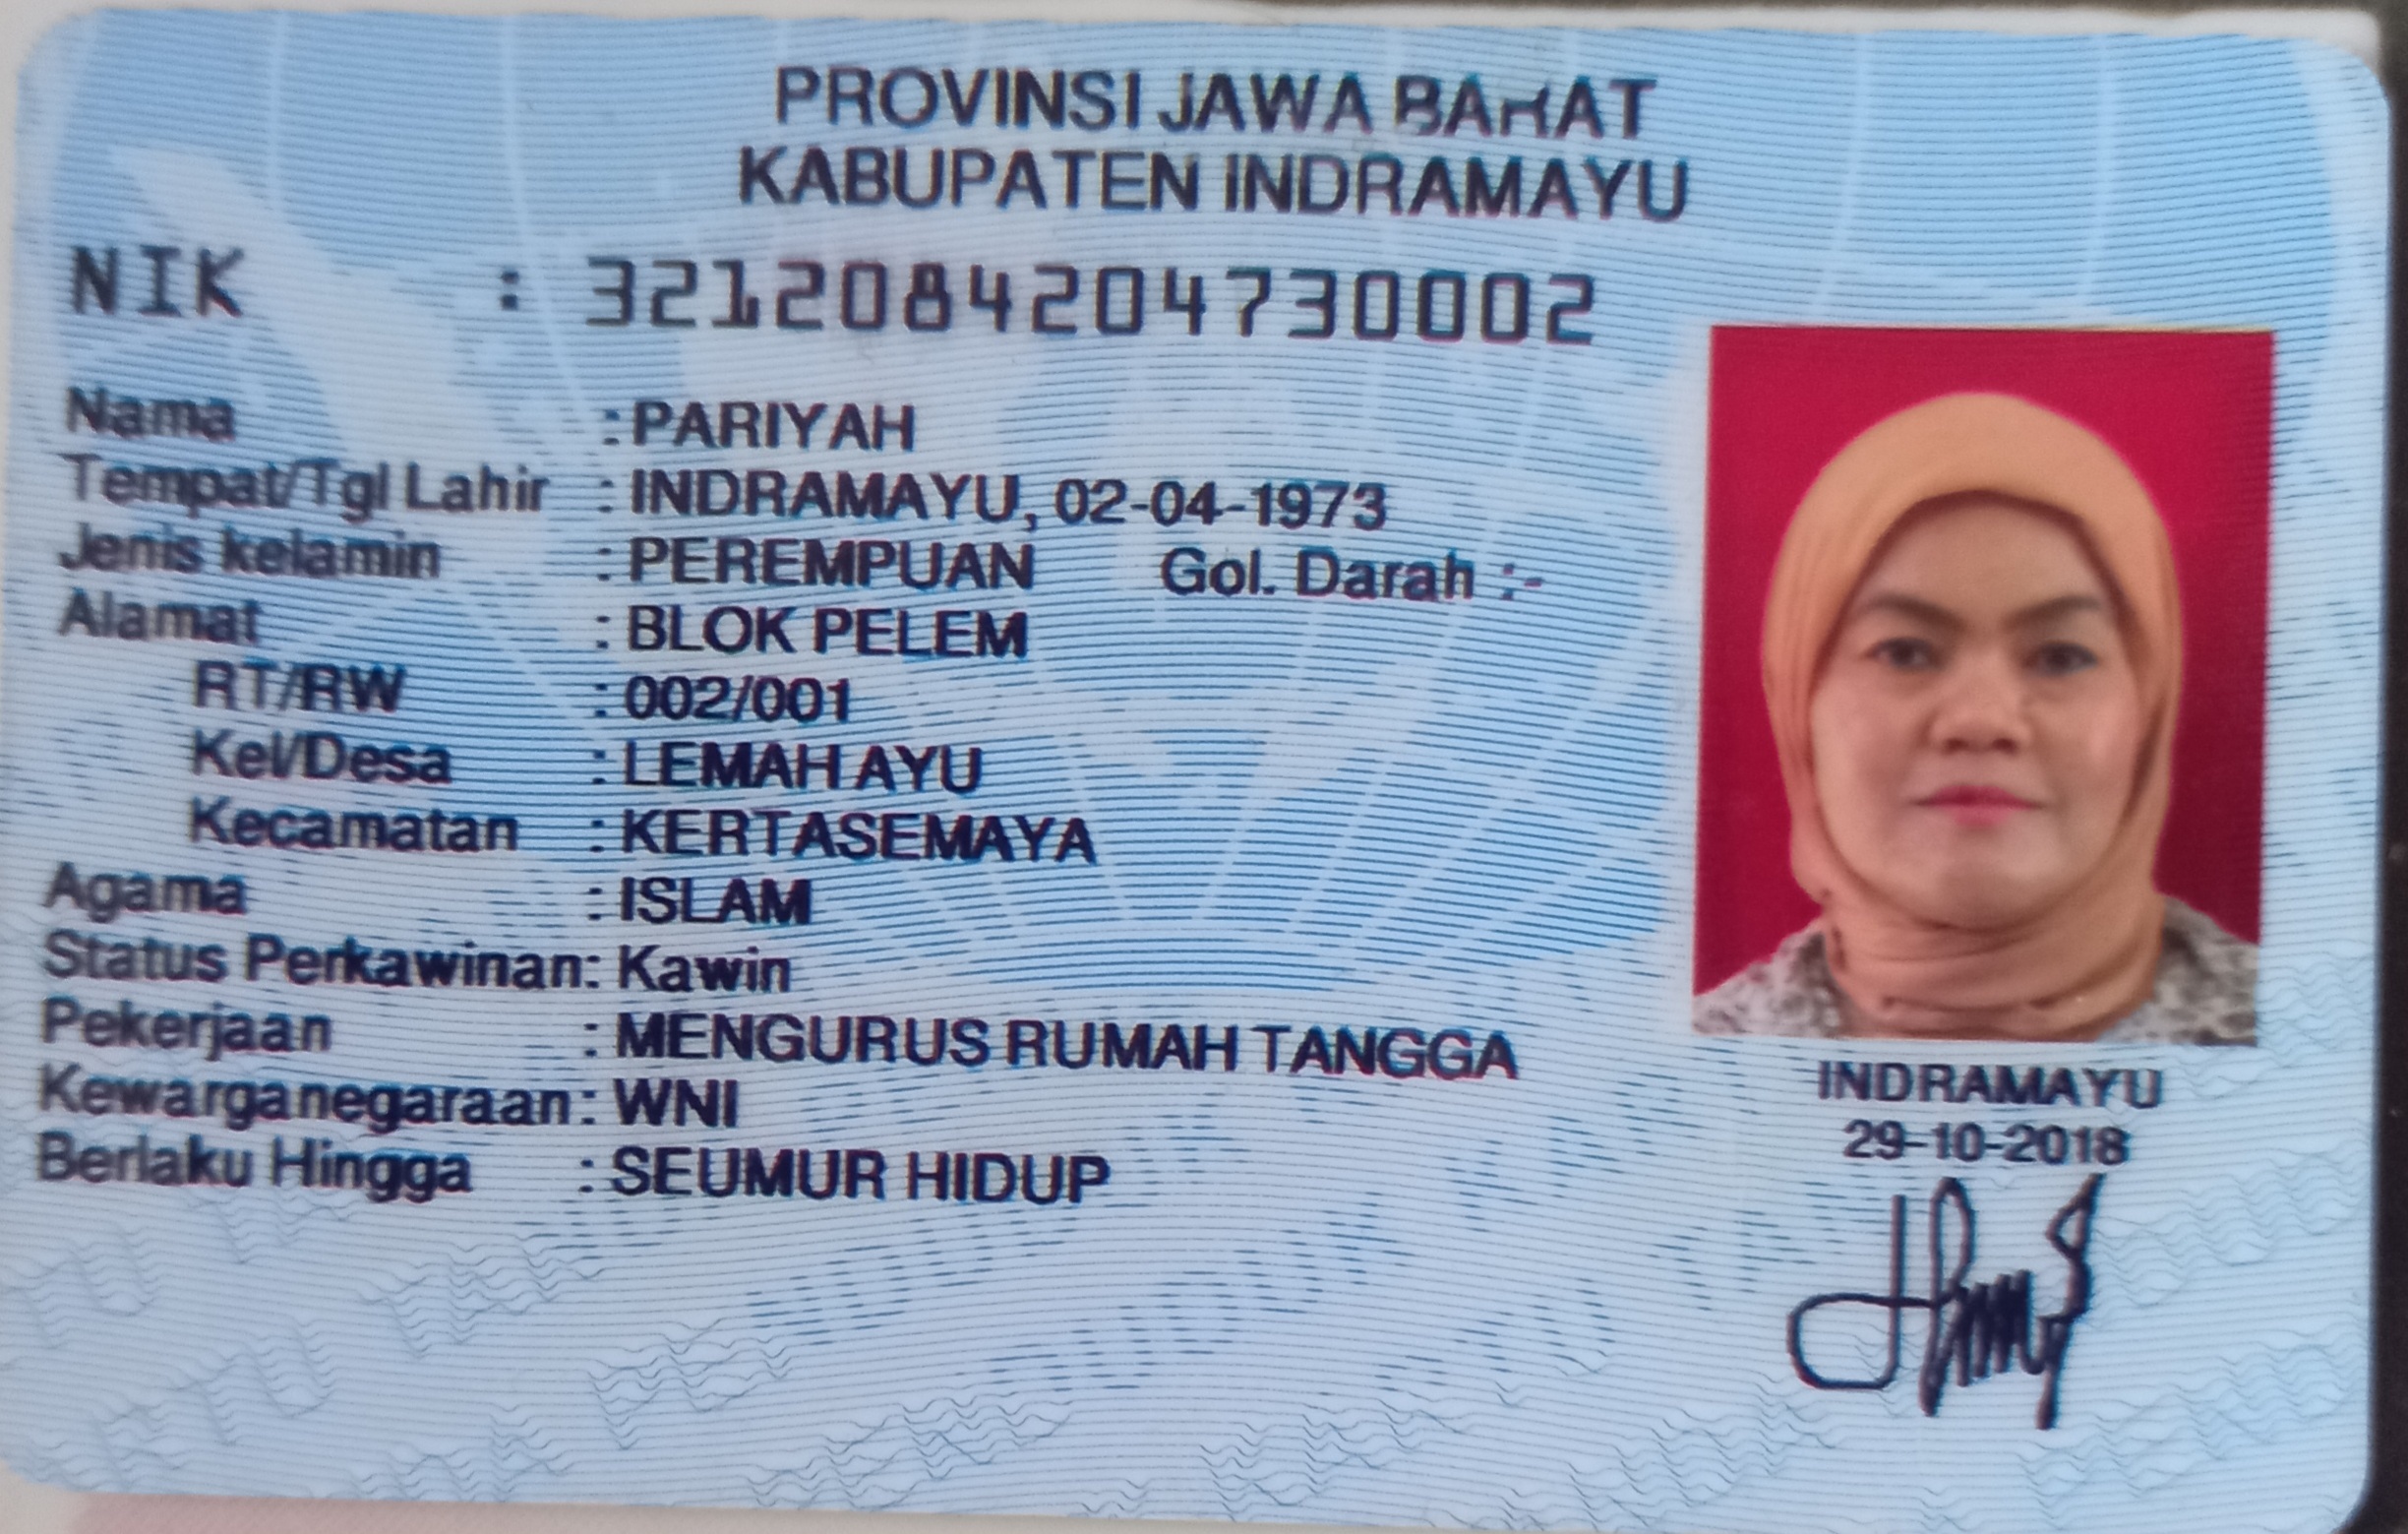 PROVINSI JAWA BARAT
KABUPATEN INDRAMAYU
NIK : 3212084204730002
Nama : PARIYAH
Tempat/Tgl Lahir : INDRAMAYU, 02-04-1973
Jenis kelamin : PEREMPUAN Gol. Darah :-
Alamat : BLOK PELEM
RT/RW : 002/001
Kel/Desa : LEMAH AYU
Kecamatan : KERTASEMAYA
Agama : ISLAM
Status Perkawinan: Kawin
Pekerjaan : MENGURUS RUMAH TANGGA
Kewarganegaraan: WNI
Berlaku Hingga : SEUMUR HIDUP
INDRAMAYU
29-10-2018